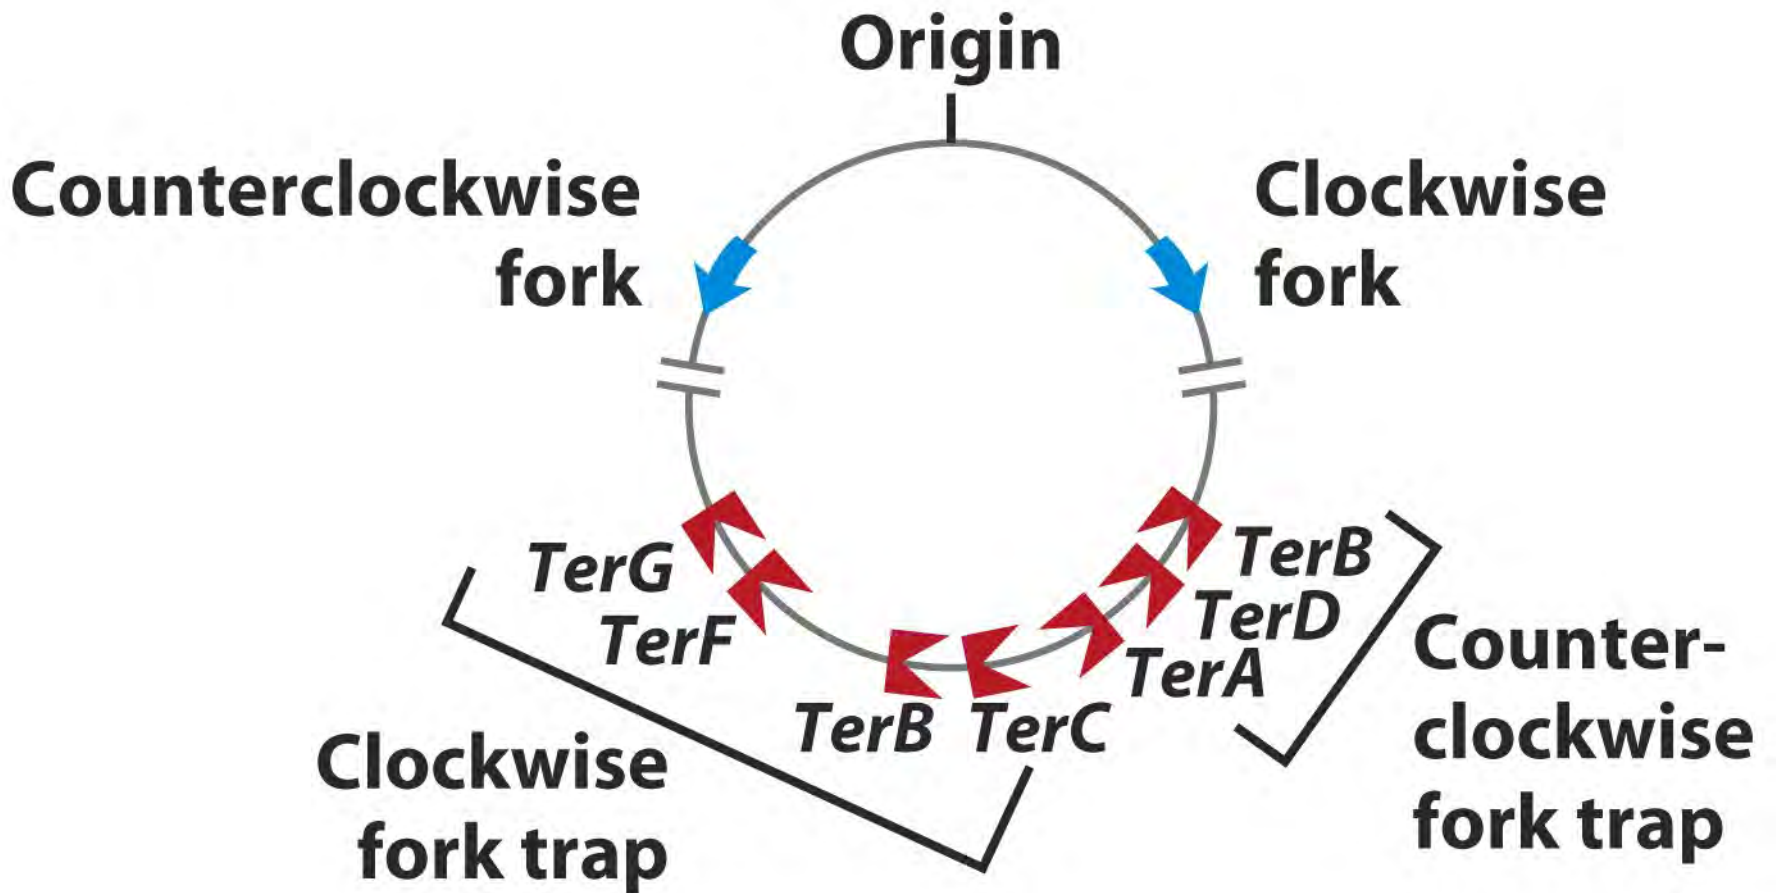 Origin
Counterclockwise
fork
Clockwise
fork
TerG
TerF
TerB
TerC
TerA
TerD
TerB
Clockwise
fork trap
Counter-
clockwise
fork trap